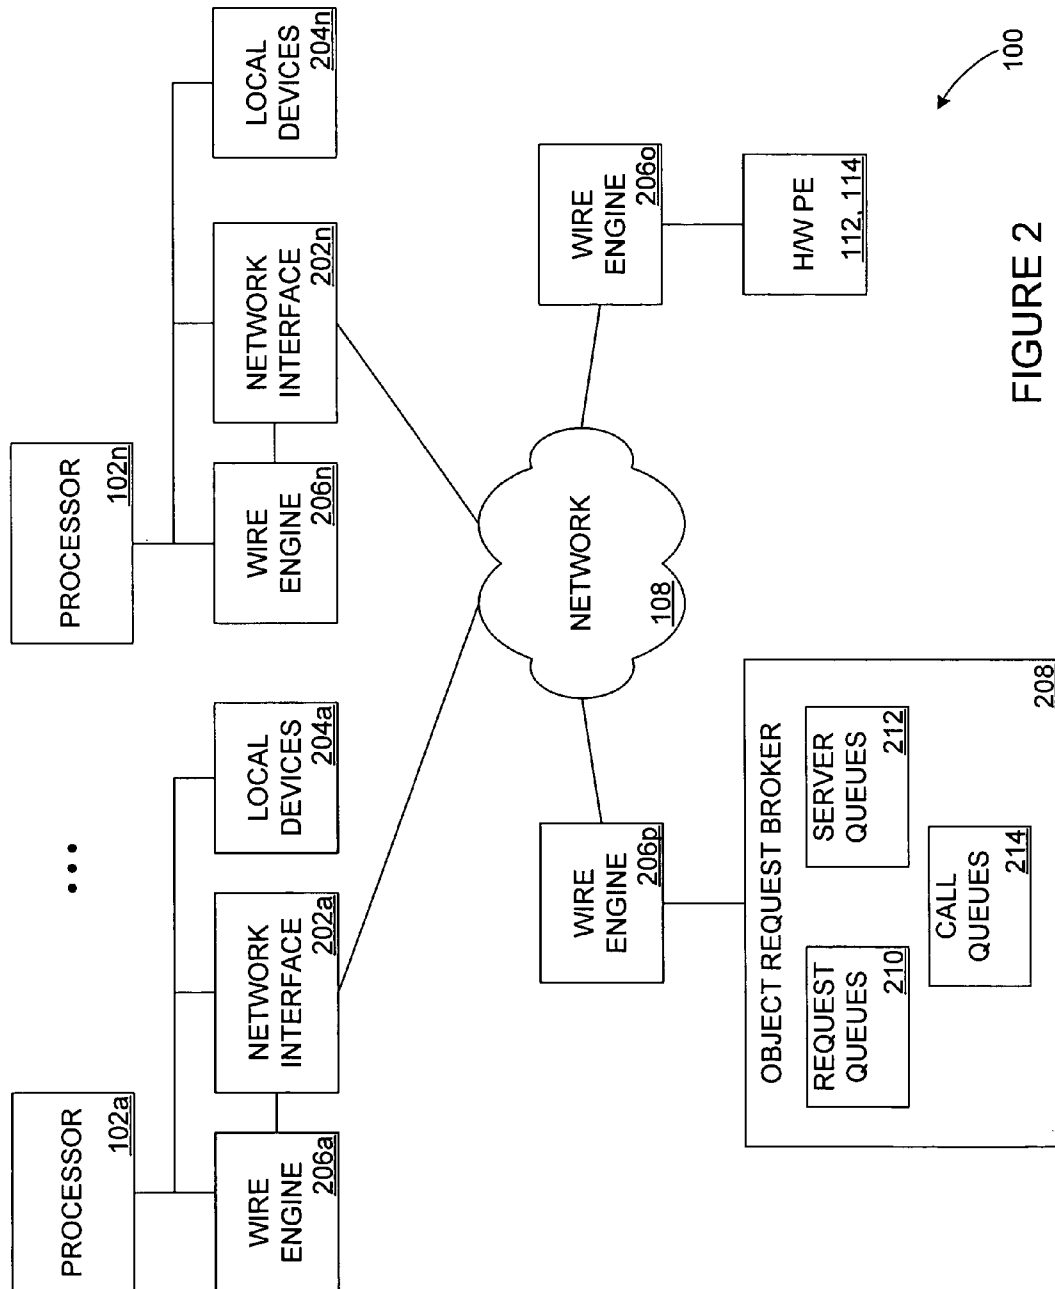 PROCESSOR
102a
WIRE
ENGINE
206a
NETWORK
INTERFACE
202a
LOCAL
DEVICES
204a
•••
PROCESSOR
102n
WIRE
ENGINE
206n
NETWORK
INTERFACE
202n
LOCAL
DEVICES
204n
NETWORK
108
WIRE
ENGINE
206p
WIRE
ENGINE
206o
OBJECT REQUEST BROKER
REQUEST
QUEUES
210
SERVER
QUEUES
212
CALL
QUEUES
214
208
H/W PE
112, 114
100
FIGURE 2